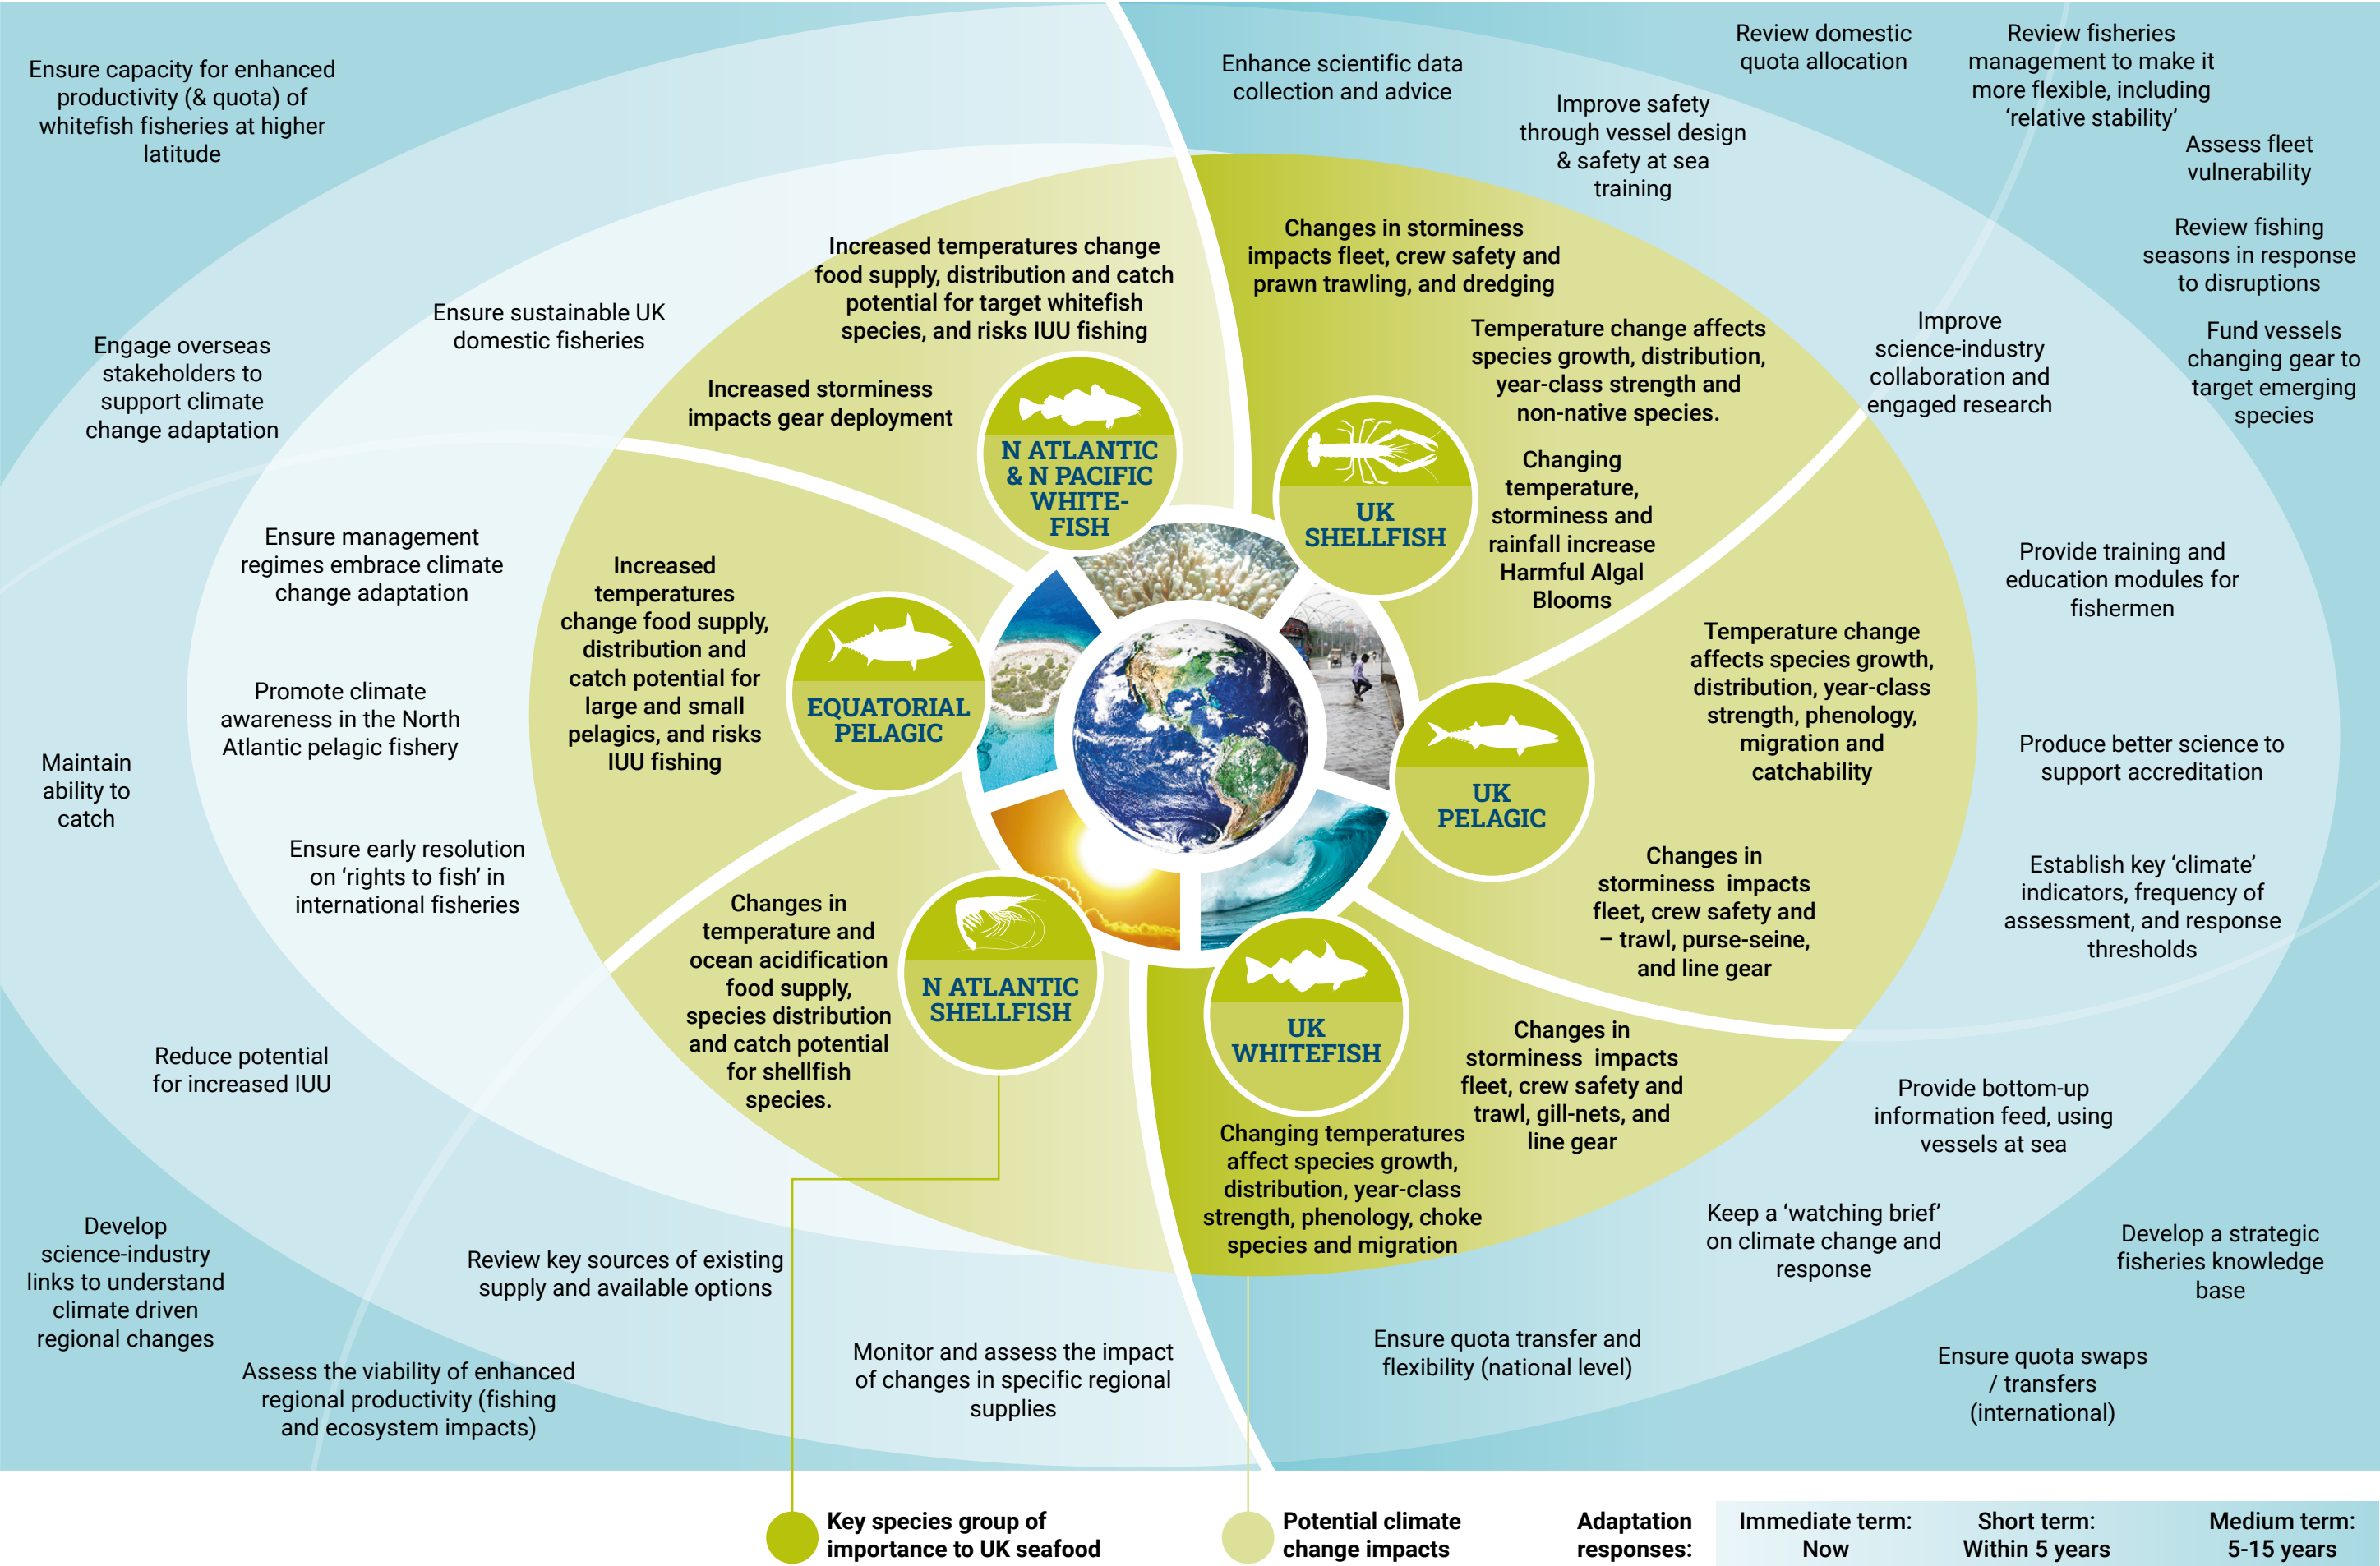 Ensure capacity for enhanced
productivity (& quota) of
whitefish fisheries at higher
latitude
Engage overseas
stakeholders to
support climate
change adaptation
Ensure sustainable UK
domestic fisheries
Ensure management
regimes embrace climate
change adaptation
Promote climate
awareness in the North
Atlantic pelagic fishery
Maintain
ability to
catch
Ensure early resolution
on ‘rights to fish’ in
international fisheries
Reduce potential
for increased IUU
Develop
science-industry
links to understand
climate driven
regional changes
Review key sources of existing
supply and available options
Assess the viability of enhanced
regional productivity (fishing
and ecosystem impacts)
Monitor and assess the impact
of changes in specific regional
supplies
Increased temperatures change
food supply, distribution and catch
potential for target whitefish
species, and risks IUU fishing
Increased storminess
impacts gear deployment
N ATLANTIC
& N PACIFIC
WHITE-
FISH
Increased
temperatures
change food supply,
distribution and
catch potential for
large and small
pelagics, and risks
IUU fishing
EQUATORIAL
PELAGIC
Changes in
temperature and
ocean acidification
food supply,
species distribution
and catch potential
for shellfish
species.
N ATLANTIC
SHELLFISH
Enhance scientific data
collection and advice
Improve safety
through vessel design
& safety at sea
training
Review domestic
quota allocation
Review fisheries
management to make it
more flexible, including
‘relative stability’
Assess fleet
vulnerability
Review fishing
seasons in response
to disruptions
Fund vessels
changing gear to
target emerging
species
Improve
science-industry
collaboration and
engaged research
Changes in storminess
impacts fleet, crew safety and
prawn trawling, and dredging
Temperature change affects
species growth, distribution,
year-class strength and
non-native species.
Changing
temperature,
storminess and
rainfall increase
Harmful Algal
Blooms
UK
SHELLFISH
Temperature change
affects species growth,
distribution, year-class
strength, phenology,
migration and
catchability
UK
PELAGIC
Changes in
storminess impacts
fleet, crew safety and
– trawl, purse-seine,
and line gear
Provide training and
education modules for
fishermen
Produce better science to
support accreditation
Establish key ‘climate’
indicators, frequency of
assessment, and response
thresholds
UK
WHITEFISH
Changes in
storminess impacts
fleet, crew safety and
trawl, gill-nets, and
line gear
Changing temperatures
affect species growth,
distribution, year-class
strength, phenology, choke
species and migration
Provide bottom-up
information feed, using
vessels at sea
Keep a ‘watching brief’
on climate change and
response
Develop a strategic
fisheries knowledge
base
Ensure quota transfer and
flexibility (national level)
Ensure quota swaps
/ transfers
(international)
Key species group of
importance to UK seafood
Potential climate
change impacts
Adaptation
responses:
Immediate term:
Now
Short term:
Within 5 years
Medium term:
5-15 years